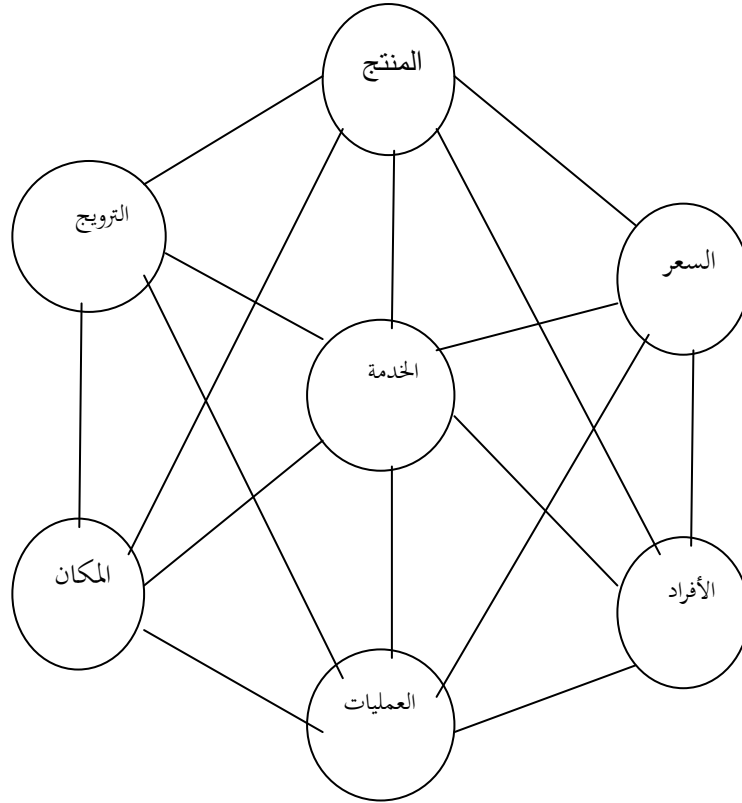 المنتج
الترويج
السعر
الخدمة
المكان
الأفراد
العمليات